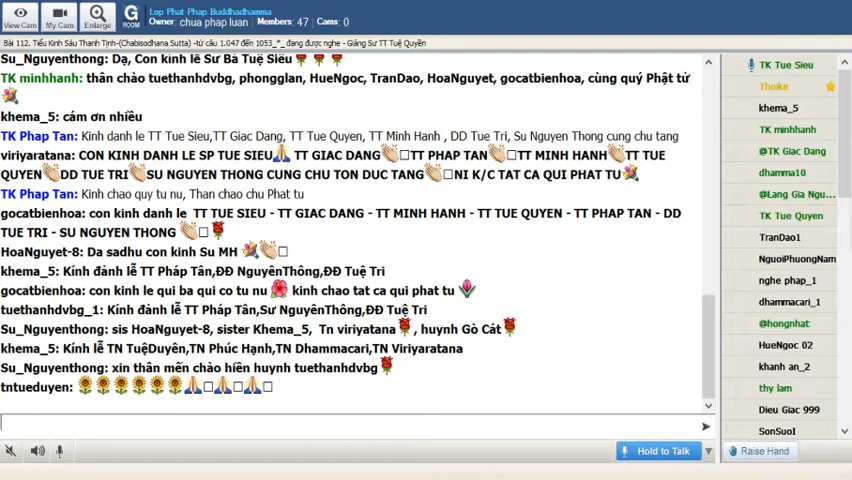 View Cam
My Cam
Enlarge
G
ROOM
Lop Phat Phap Buddhadhamma
Owner: chua phap luan Members: 47 Cams: 0
Bài 112. Tiểu Kinh Sáu Thanh Tịnh-(Chabisodhana Sutta) -từ câu 1.047 đến 1053_*_ đang được nghe - Giảng Sư TT Tuệ Quyền
Su_Nguyenthong: Dạ, Con kính lễ Sư Bà Tuệ Siêu
TK minhhanh: thân chào tuethanhdvbg, phongglan, HueNgoc, TranDao, HoaNguyet, gocatbienhoa, cùng quý Phật tử
khema_5: cám ơn nhiều
TK Phap Tan: Kinh danh le TT Tue Sieu,TT Giac Dang, TT Tue Quyen, TT Minh Hanh , DD Tue Tri, Su Nguyen Thong cung chu tang
viriyaratana: CON KINH DANH LE SP TUE SIEU TT GIAC DANG TT PHAP TAN TT MINH HANH TT TUE
QUYEN DD TUE TRI SU NGUYEN THONG CUNG CHU TON DUC TANG NI K/C TAT CA QUI PHAT TU
TK Phap Tan: Kinh chao quy tu nu, Than chao chu Phat tu
gocatbienhoa: con kinh danh le TT TUE SIEU - TT GIAC DANG - TT MINH HANH - TT TUE QUYEN - TT PHAP TAN - DD
TUE TRI - SU NGUYEN THONG
HoaNguyet-8: Da sadhu con kinh Su MH
khema_5: Kính đảnh lễ TT Pháp Tân,ĐĐ NguyênThông,ĐĐ Tuệ Tri
gocatbienhoa: con kinh le qui ba qui co tu nu kinh chao tat ca qui phat tu
tuethanhdvbg_1: Kính đảnh lễ TT Pháp Tân,Sư NguyênThông,ĐĐ Tuệ Tri
Su_Nguyenthong: sis HoaNguyet-8, sister Khema_5, Tn viriyatana , huynh Gò Cát
khema_5: Kính lễ TN TuệDuyên,TN Phúc Hạnh,TN Dhammacari,TN Viriyaratana
Su_Nguyenthong: xin thân mến chào hiền huynh tuethanhdvbg
tntueduyen:
Hold to Talk
TK Tue Sieu
Thoike
khema_5
TK minhhanh
@TK Giac Dang
dhamma10
@Lang Gia Ngu...
TK Tue Quyen
TranDao1
NguoiPhuongNam
nghe phap_1
dhammacari_1
@hongnhat
HueNgoc 02
khanh an_2
thy lam
Dieu Giac 999
SonSuoI
Raise Hand